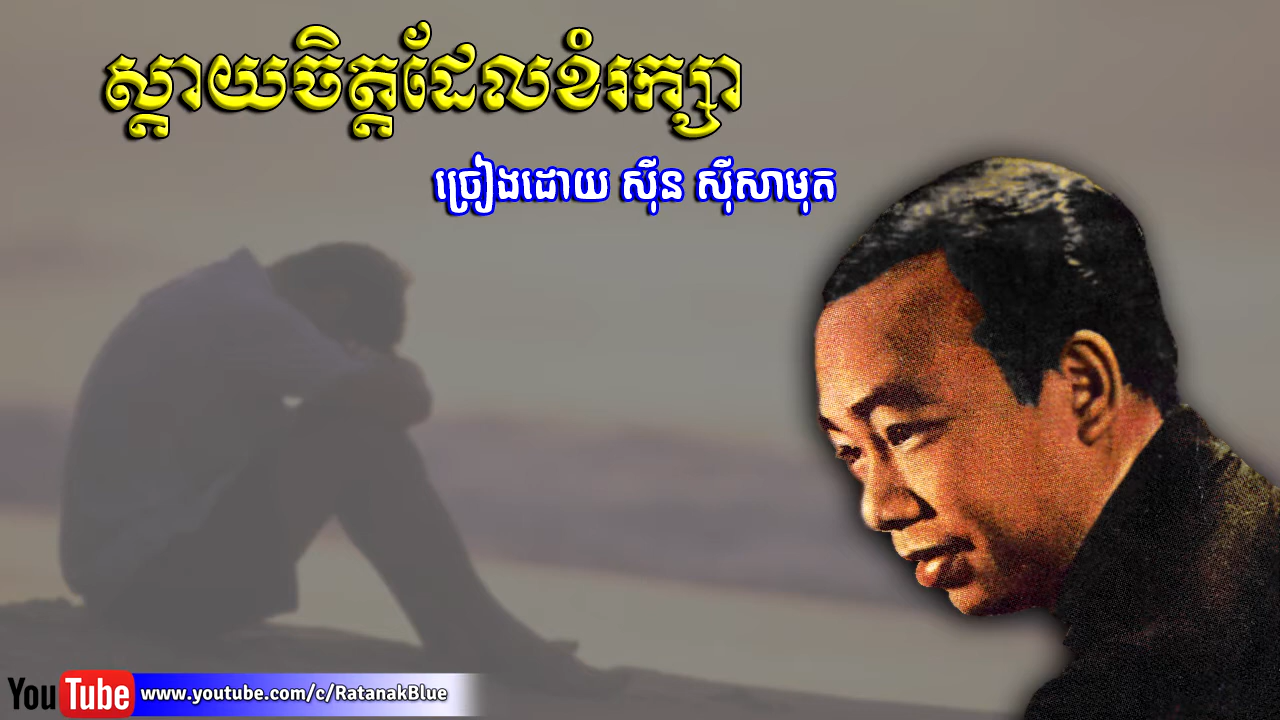 ស្ដាយចិត្តដែលខំរក្សា
ច្រៀងដោយ ស៊ីន ស៊ីសាមុត
YouTube www.youtube.com/c/RatanakBlue